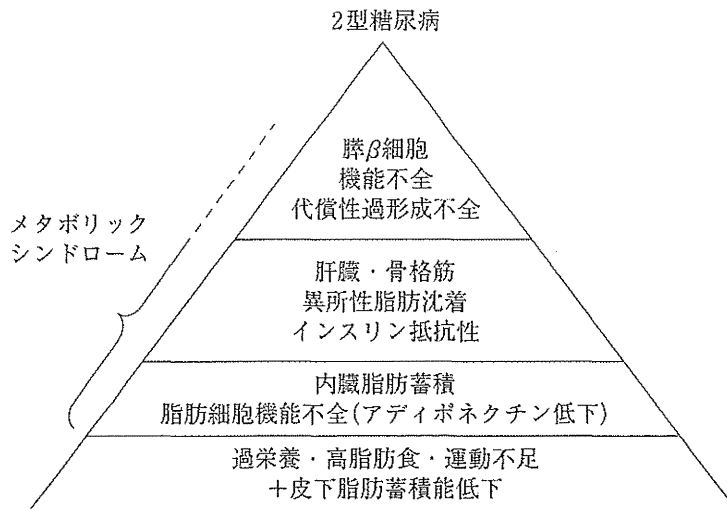 2型糖尿病
膵β細胞
機能不全
代償性過形成不全
メタボリック
シンドローム
肝臓・骨格筋
異所性脂肪沈着
インスリン抵抗性
内臓脂肪蓄積
脂肪細胞機能不全(アディポネクチン低下)
過栄養・高脂肪食・運動不足
+皮下脂肪蓄積能低下